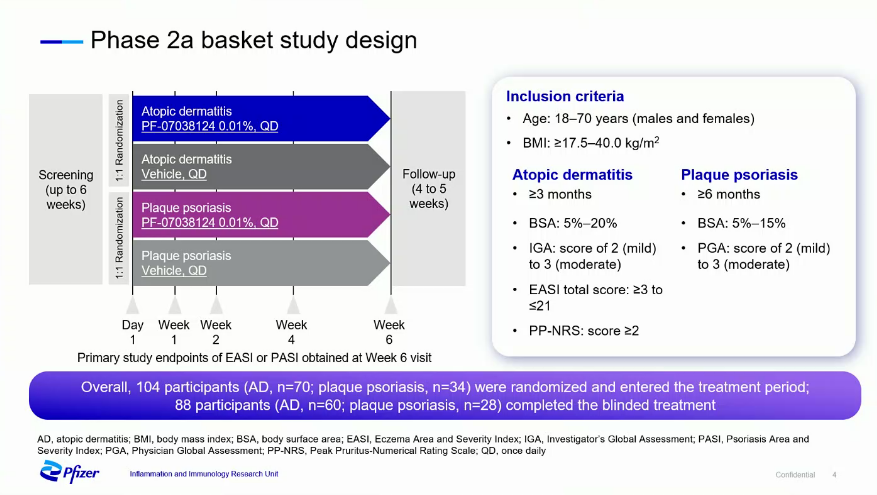 Phase 2a basket study design
Screening
(up to 6
weeks)
1:1 Randomization
1:1 Randomization
Atopic dermatitis
PF-07038124 0.01%, QD
Atopic dermatitis
Vehicle, QD
Plaque psoriasis
PF-07038124 0.01%, QD
Plaque psoriasis
Vehicle, QD
Follow-up
(4 to 5
weeks)
Day
1
Week
1
Week
2
Week
4
Week
6
Primary study endpoints of EASI or PASI obtained at Week 6 visit
Inclusion criteria
• Age: 18–70 years (males and females)
• BMI: ≥17.5–40.0 kg/m²
Atopic dermatitis
• ≥3 months
• BSA: 5%–20%
• IGA: score of 2 (mild)
to 3 (moderate)
• EASI total score: ≥3 to
≤21
• PP-NRS: score ≥2
Plaque psoriasis
• ≥6 months
• BSA: 5%–15%
• PGA: score of 2 (mild)
to 3 (moderate)
Overall, 104 participants (AD, n=70; plaque psoriasis, n=34) were randomized and entered the treatment period;
88 participants (AD, n=60; plaque psoriasis, n=28) completed the blinded treatment
AD, atopic dermatitis; BMI, body mass index; BSA, body surface area; EASI, Eczema Area and Severity Index; IGA, Investigator's Global Assessment; PASI, Psoriasis Area and
Severity Index; PGA, Physician Global Assessment; PP-NRS, Peak Pruritus-Numerical Rating Scale; QD, once daily
Pfizer
Inflammation and Immunology Research Unit
Confidential 4